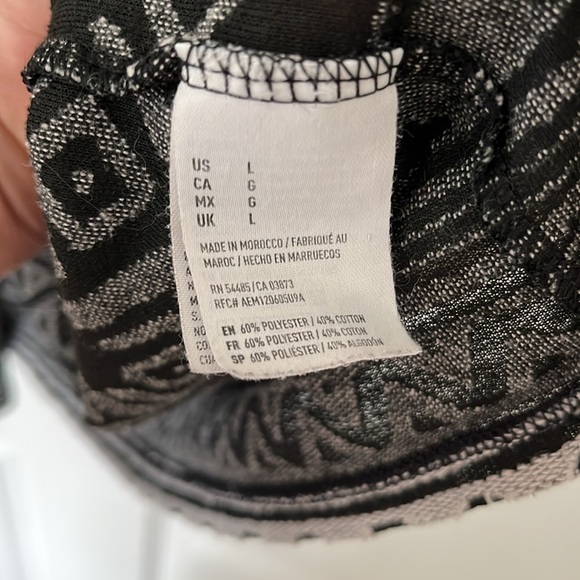 US L
CA G
MX G
UK L
MADE IN MOROCCO / FABRIQUÉ AU
MAROC / HECHO EN MARRUECOS
RN 54485 / CA 03873
RFC# AEM120605U9A
EN 60% POLYESTER / 40% COTTON
FR 60% POLYESTER / 40% COTON
SP 60% POLIÉSTER / 40% ALGODÓN